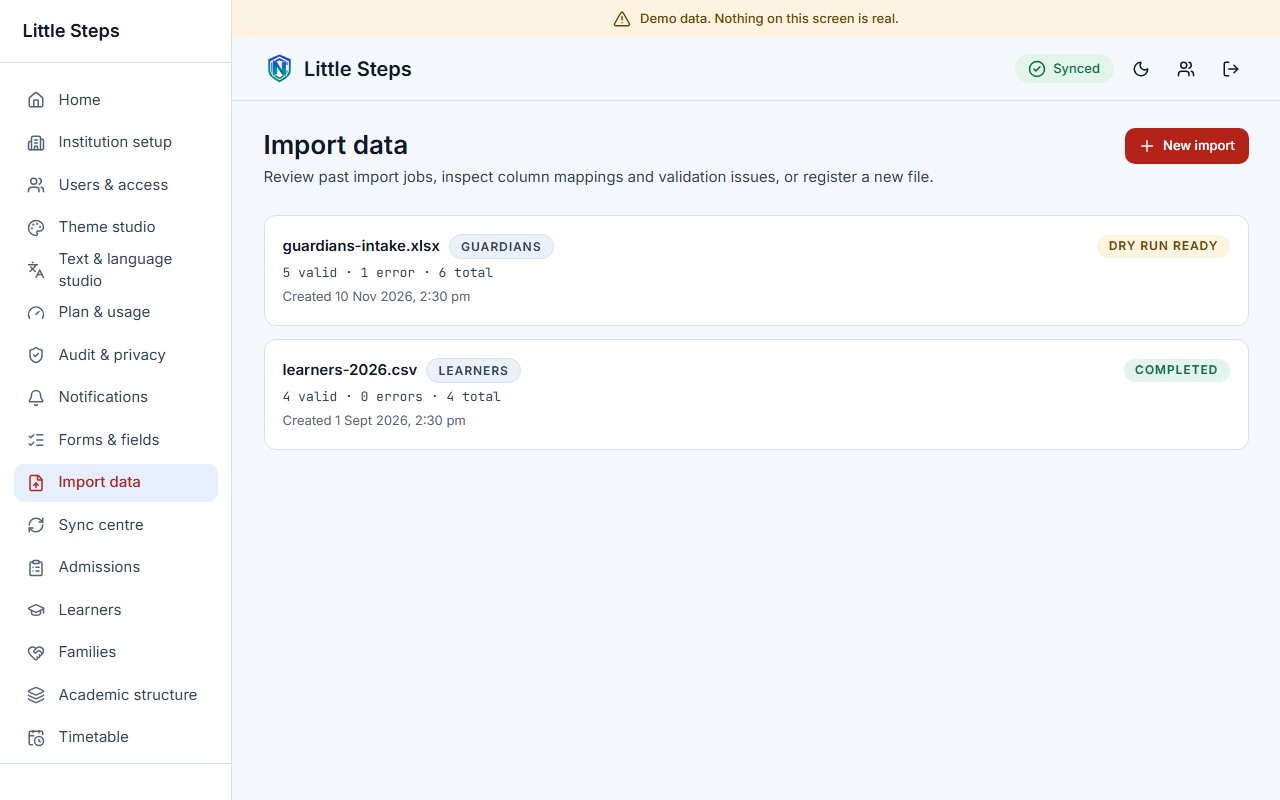 Little Steps
Home
Institution setup
Users & access
Theme studio
Text & language
studio
Plan & usage
Audit & privacy
Notifications
Forms & fields
Import data
Sync centre
Admissions
Learners
Families
Academic structure
Timetable
Demo data. Nothing on this screen is real.
Little Steps
Synced
Import data
New import
Review past import jobs, inspect column mappings and validation issues, or register a new file.
guardians-intake.xlsx GUARDIANS
DRY RUN READY
5 valid · 1 error · 6 total
Created 10 Nov 2026, 2:30 pm
learners-2026.csv LEARNERS
COMPLETED
4 valid · 0 errors · 4 total
Created 1 Sept 2026, 2:30 pm